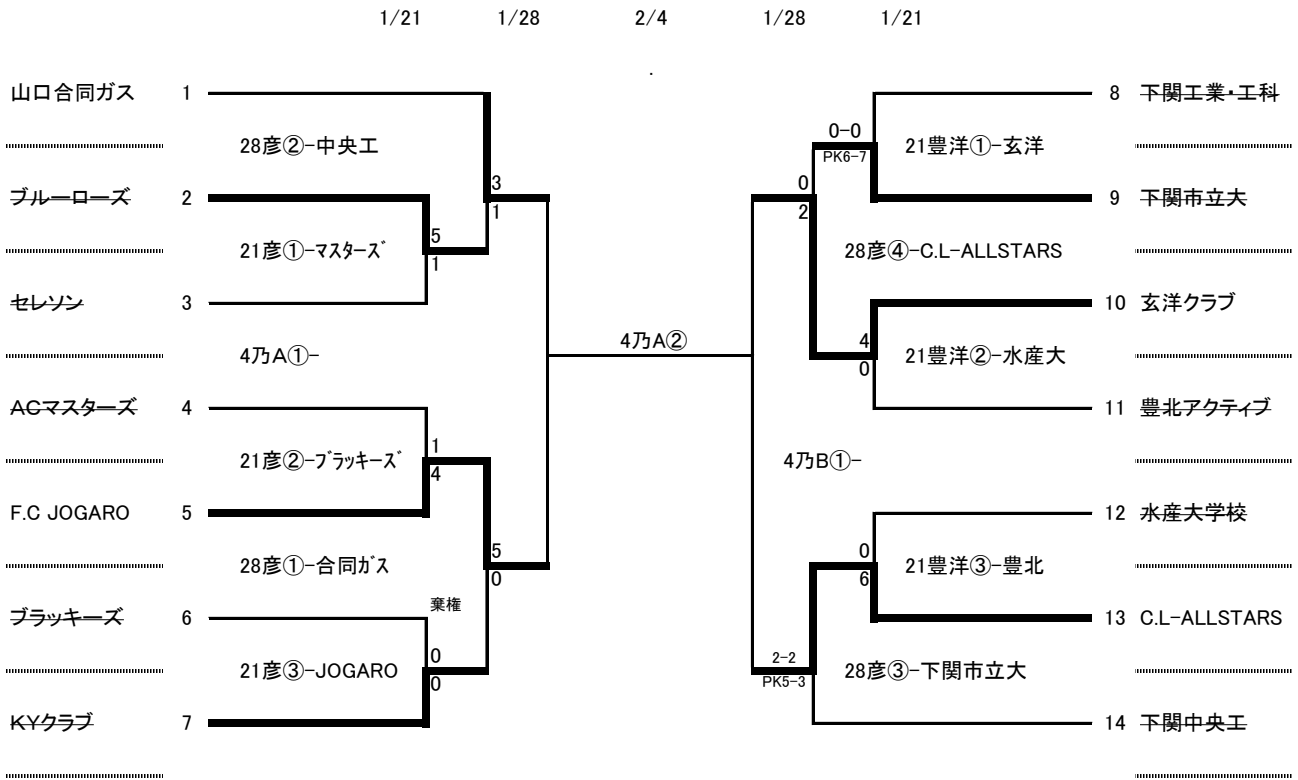 1/21 1/28 2/4 1/28 1/21
.
山口合同ガス 1
28彦②-中央工
ブルーローズ 2
3
1
21彦①-マスターズ
5
1
セレソン 3
4乃A①-
ACマスターズ 4
21彦②-ブラッキーズ
1
4
F.C JOGARO 5
28彦①-合同ガス
5
0
ブラッキーズ 6
棄権
21彦③-JOGARO
0
0
KYクラブ 7
4乃A②
8 下関工業・工科
0-0
PK6-7
21豊洋①-玄洋
0
2
9 下関市立大
28彦④-C.L-ALLSTARS
10 玄洋クラブ
4
0
21豊洋②-水産大
11 豊北アクティブ
4乃B①-
12 水産大学校
0
6
21豊洋③-豊北
13 C.L-ALLSTARS
2-2
PK5-3
28彦③-下関市立大
14 下関中央工